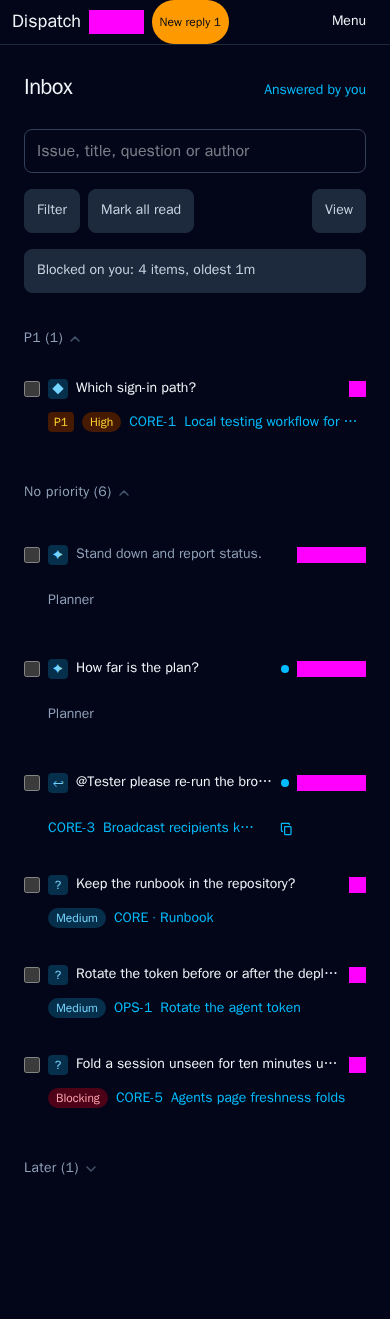 Dispatch New reply 1 Menu
Inbox Answered by you
Issue, title, question or author
Filter Mark all read View
Blocked on you: 4 items, oldest 1m
P1 (1)
Which sign-in path?
P1 High CORE-1 Local testing workflow for ···
No priority (6)
Stand down and report status.
Planner
How far is the plan?
Planner
@Tester please re-run the bro···
CORE-3 Broadcast recipients k···
? Keep the runbook in the repository?
Medium CORE · Runbook
? Rotate the token before or after the depl···
Medium OPS-1 Rotate the agent token
? Fold a session unseen for ten minutes u···
Blocking CORE-5 Agents page freshness folds
Later (1)